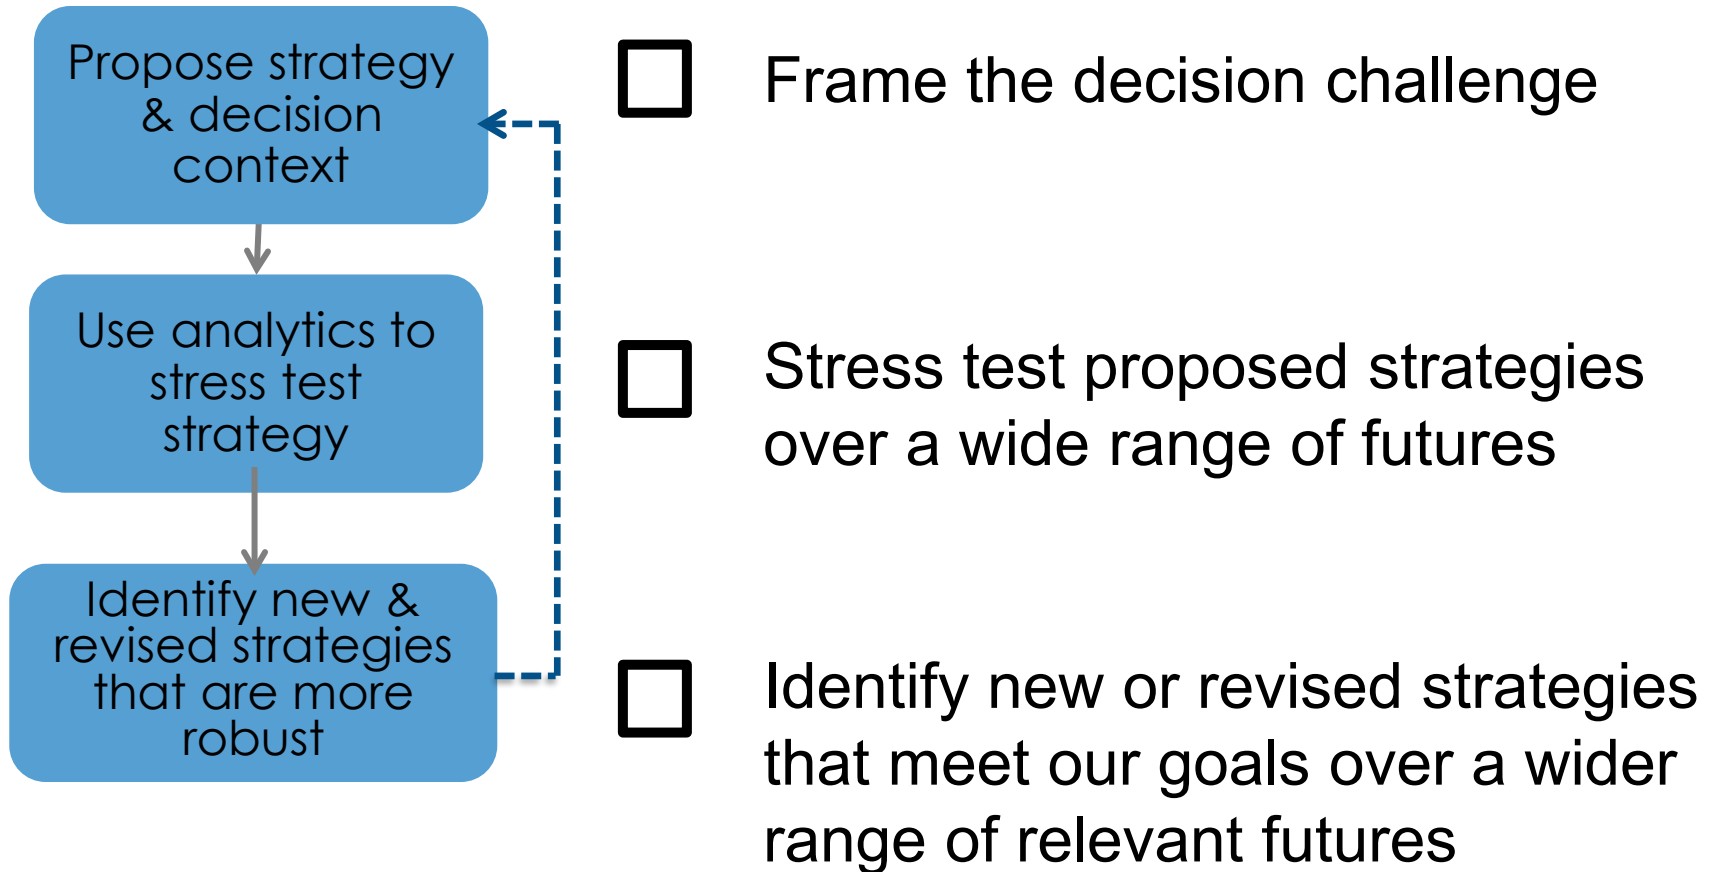 Propose strategy
& decision
context
Frame the decision challenge
Use analytics to
stress test
strategy
Stress test proposed strategies
over a wide range of futures
Identify new &
revised strategies
that are more
robust
Identify new or revised strategies
that meet our goals over a wider
range of relevant futures